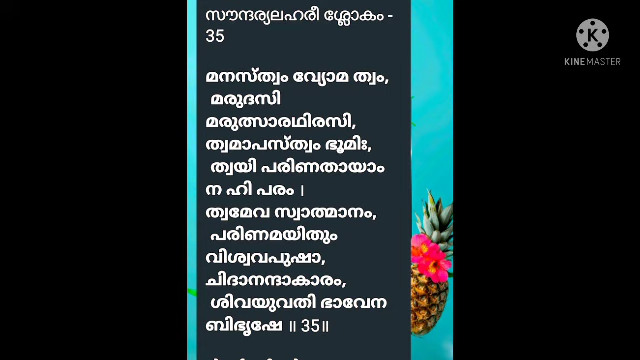 സൗന്ദര്യലഹരീ ശ്ലോകം -
35
മനസ്ത്വം വ്യോമ ത്വം,
മരുദസി
മരുത്സാരഥിരസി,
ത്വമാപസ്ത്വം ഭൂമിഃ,
ത്വയി പരിണതായാം
ന ഹി പരം ।
ത്വമേവ സ്വാത്മാനം,
പരിണമയിതും
വിശ്വവപുഷാ,
ചിദാനന്ദാകാരം,
ശിവയുവതി ഭാവേന
ബിഭൃഷേ ॥ 35॥
KINEMASTER